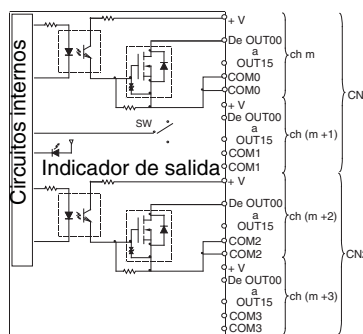 Circuitos internos
+ V
De OUT00
a
OUT15
COM0
COM0
ch m
+ V
De OUT00
a
OUT15
COM1
COM1
ch (m +1)
SW
Indicador de salida
+ V
De OUT00
a
OUT15
COM2
COM2
ch (m +2)
+ V
De OUT00
a
OUT15
COM3
COM3
ch (m +3)